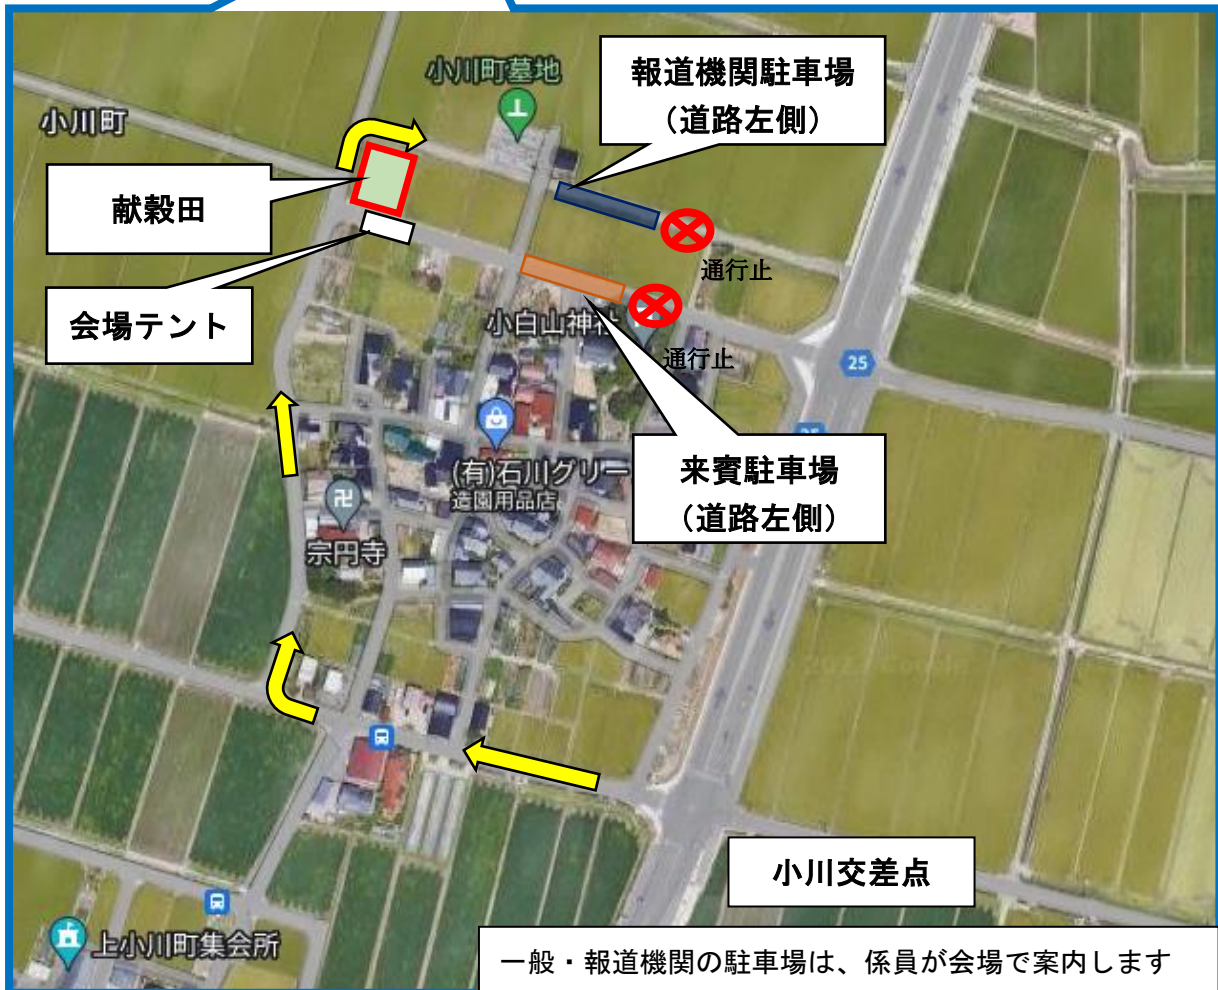 小川町墓地
報道機関駐車場
（道路左側）
小川町
献穀田
通行止
会場テント
小白山神社
通行止
25
来賓駐車場
（道路左側）
(有)石川グリー
造園用品店
卍
宗円寺
小川交差点
上小川町集会所
一般・報道機関の駐車場は、係員が会場で案内します